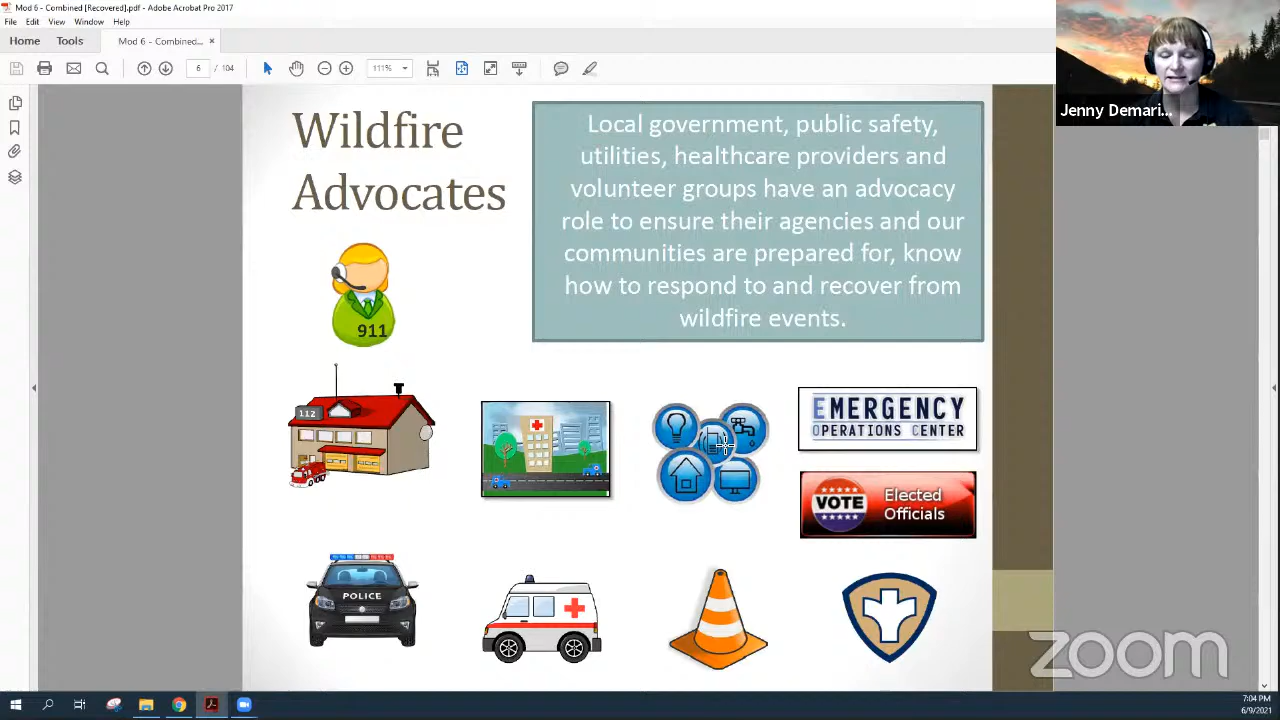 Mod 6 - Combined [Recovered].pdf - Adobe Acrobat Pro 2017
File Edit View Window Help
Home Tools Mod 6 - Combined... ×
6 / 104 111%
Jenny Demari...
Wildfire
Advocates
Local government, public safety,
utilities, healthcare providers and
volunteer groups have an advocacy
role to ensure their agencies and our
communities are prepared for, know
how to respond to and recover from
wildfire events.
911
112
EMERGENCY
OPERATIONS CENTER
VOTE
Elected
Officials
POLICE
zoom
7:04 PM
6/9/2021